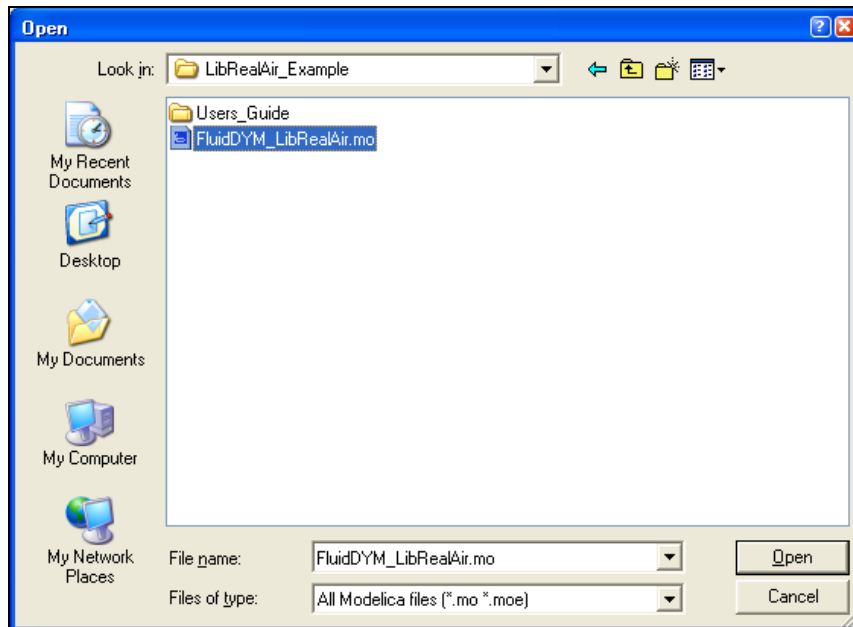 Open
Look in: LibRealAir_Example
Users_Guide
FluidDYM_LibRealAir.mo
My Recent
Documents
Desktop
My Documents
My Computer
My Network
Places
File name: FluidDYM_LibRealAir.mo Open
Files of type: All Modelica files (*.mo *.moe) Cancel